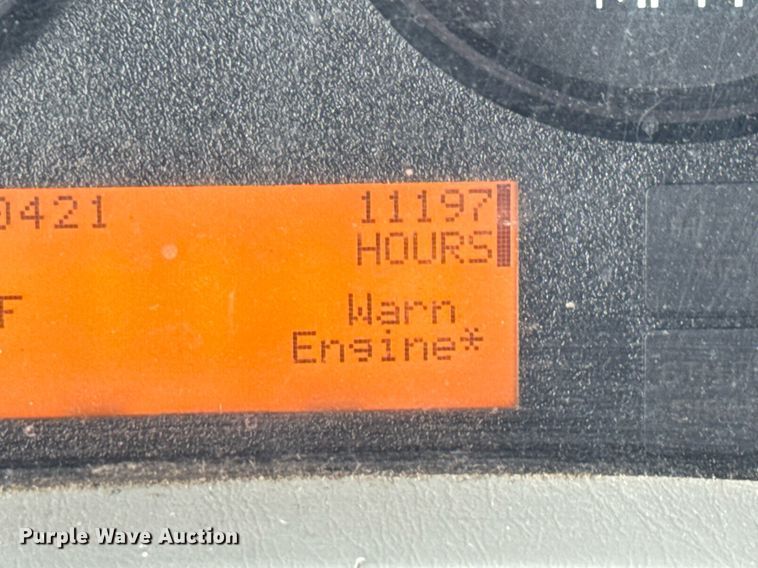 0421 11197
HOURS
F Warn
Engine*
Purple Wave Auction